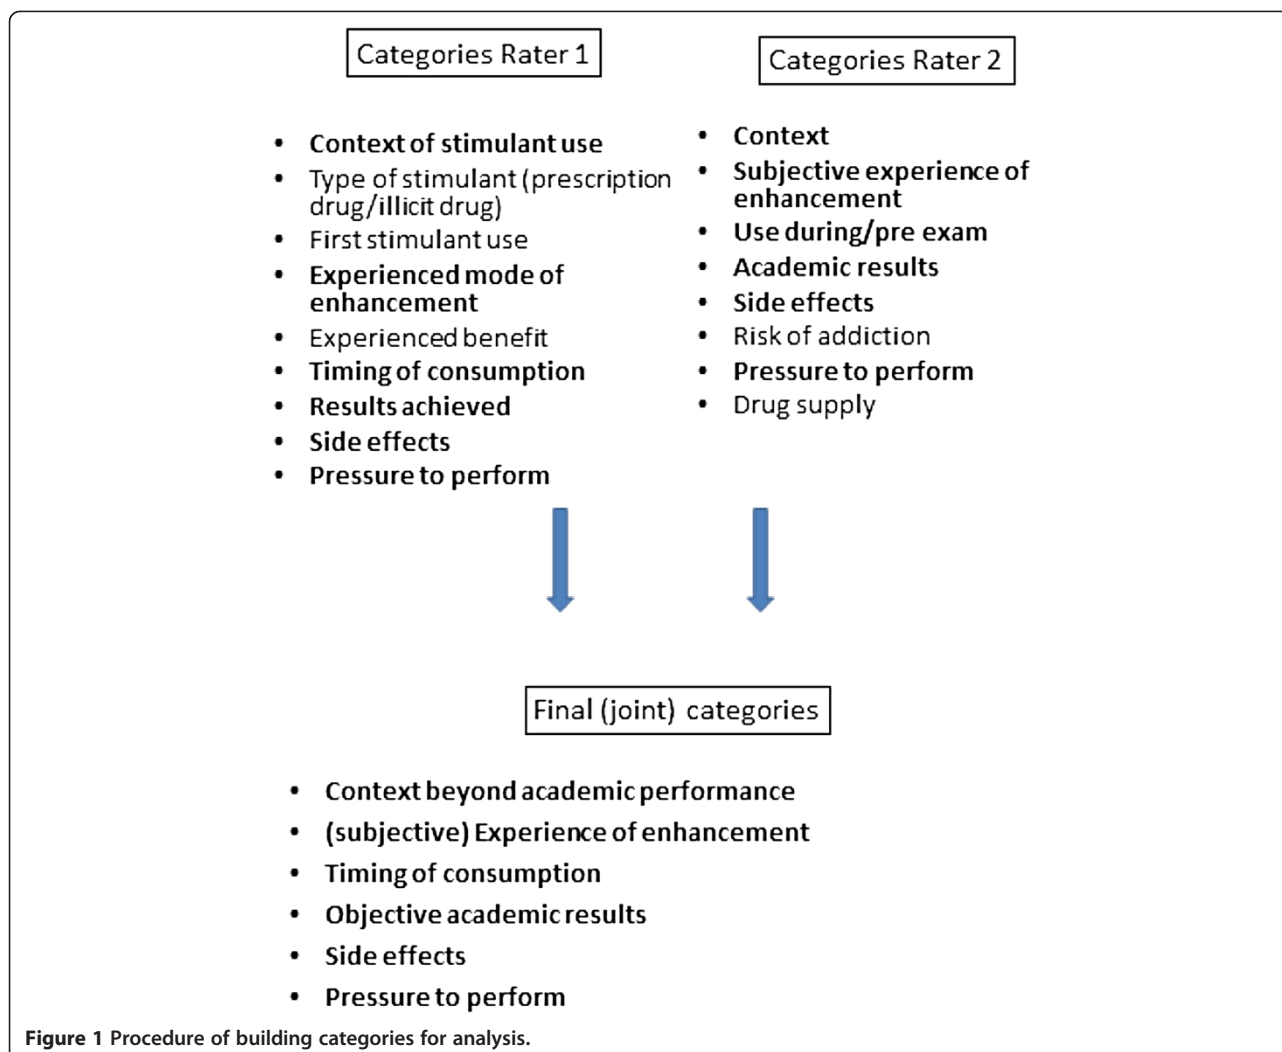 Categories Rater 1
• Context of stimulant use
• Type of stimulant (prescription
drug/illicit drug)
• First stimulant use
• Experienced mode of
enhancement
• Experienced benefit
• Timing of consumption
• Results achieved
• Side effects
• Pressure to perform
Categories Rater 2
• Context
• Subjective experience of
enhancement
• Use during/pre exam
• Academic results
• Side effects
• Risk of addiction
• Pressure to perform
• Drug supply
Final (joint) categories
• Context beyond academic performance
• (subjective) Experience of enhancement
• Timing of consumption
• Objective academic results
• Side effects
• Pressure to perform
Figure 1 Procedure of building categories for analysis.